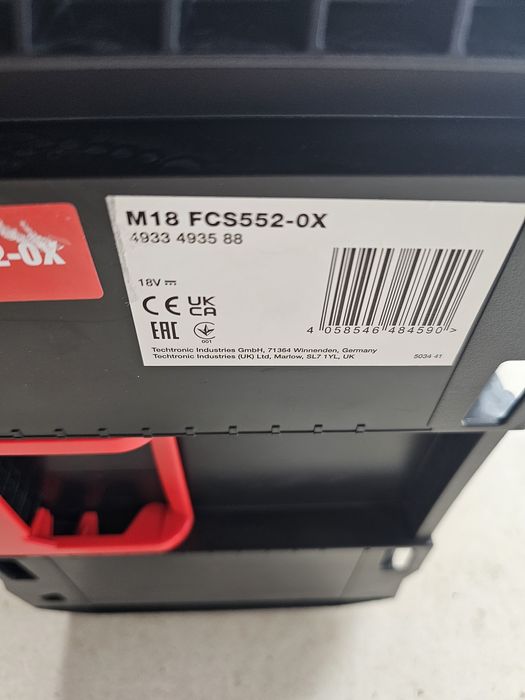 M18 FCS552-0X
4933 4935 88
2-0X
18V ⎓
CE UK CA
EAC
001
4 058546 484590 >
Techtronic Industries GmbH, 71364 Winnenden, Germany
Techtronic Industries (UK) Ltd, Marlow, SL7 1YL, UK
5034 41